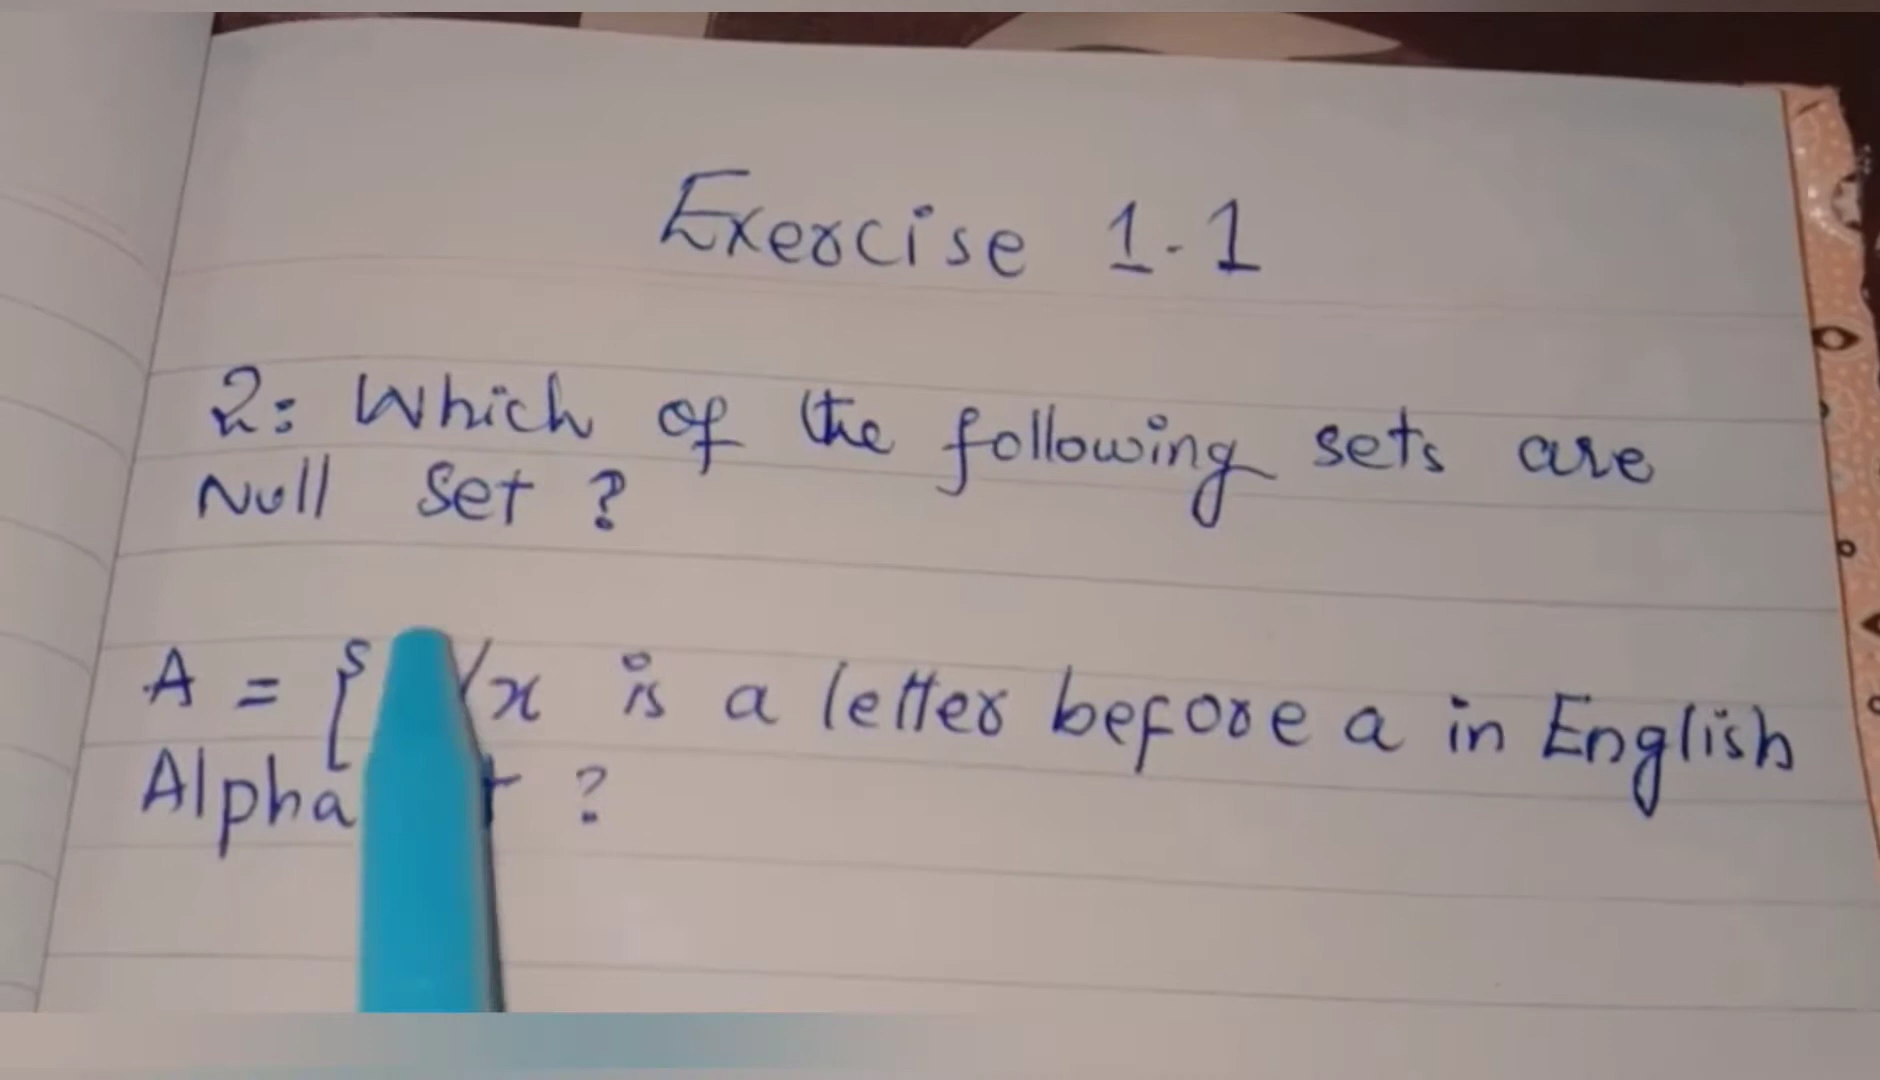 Exercise 1.1
2: Which of the following sets are
Null set ?
A = { /x is a letter before a in English
Alpha t ?